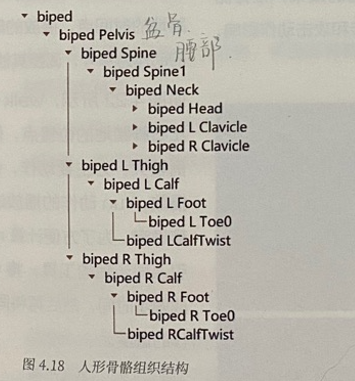 biped
biped Pelvis 盆骨.
biped Spine 腰部.
biped Spine1
biped Neck
biped Head
biped L Clavicle
biped R Clavicle
biped L Thigh
biped L Calf
biped L Foot
biped L Toe0
biped LCalfTwist
biped R Thigh
biped R Calf
biped R Foot
biped R Toe0
biped RCalfTwist
图 4.18 人形骨骼组织结构